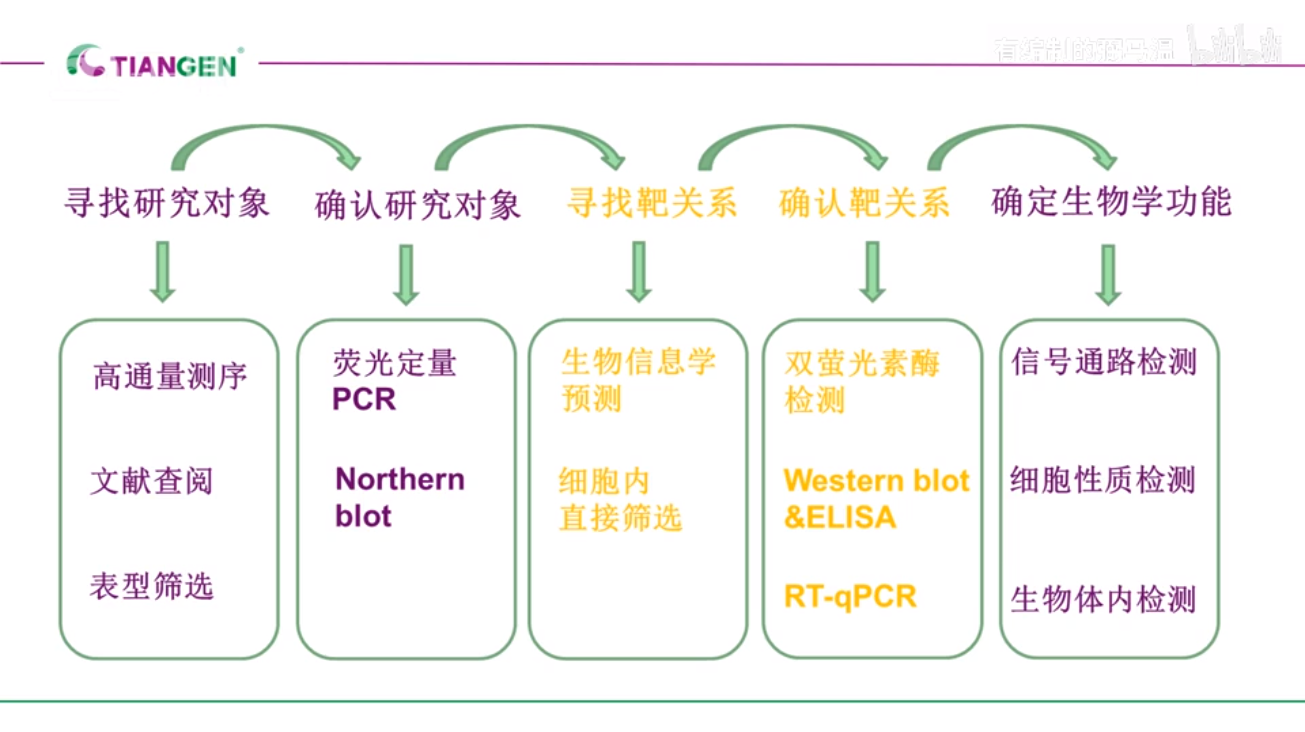 TIANGEN®
bilibili
寻找研究对象
确认研究对象
寻找靶关系
确认靶关系
确定生物学功能
高通量测序
文献查阅
表型筛选
荧光定量
PCR
Northern
blot
生物信息学
预测
细胞内
直接筛选
双萤光素酶
检测
Western blot
&ELISA
RT-qPCR
信号通路检测
细胞性质检测
生物体内检测